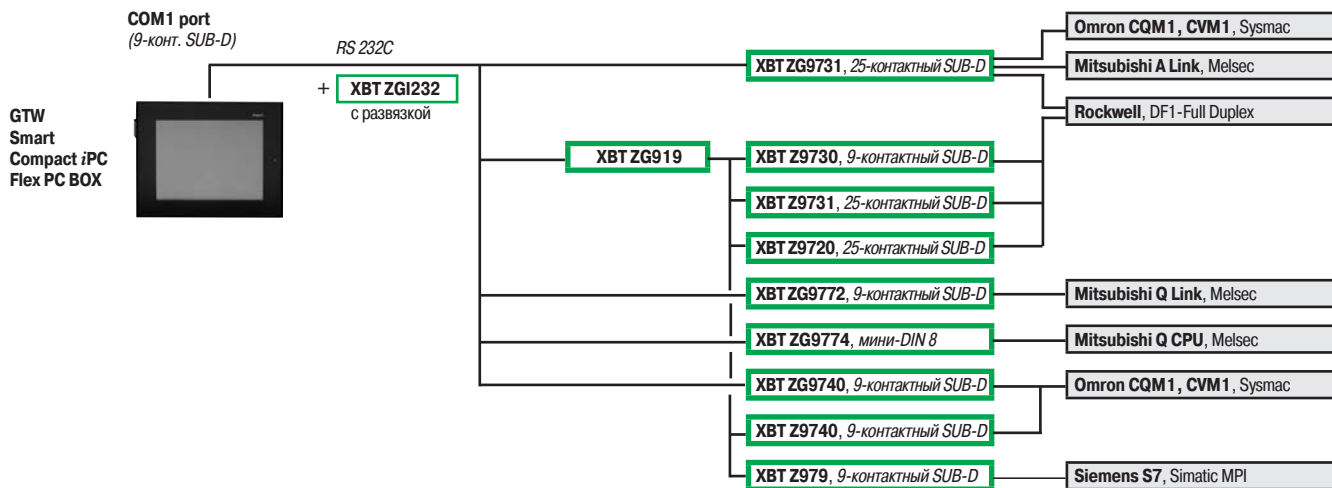 COM1 port
(9-конт. SUB-D)
RS 232C
+ XBT ZGI232
с развязкой
GTW
Smart
Compact iPC
Flex PC BOX
XBT ZG9731, 25-контактный SUB-D
Omron CQM1, CVM1, Sysmac
Mitsubishi A Link, Melsec
Rockwell, DF1-Full Duplex
XBT ZG919
XBT Z9730, 9-контактный SUB-D
XBT Z9731, 25-контактный SUB-D
XBT Z9720, 25-контактный SUB-D
XBT ZG9772, 9-контактный SUB-D
Mitsubishi Q Link, Melsec
XBT ZG9774, мини-DIN 8
Mitsubishi Q CPU, Melsec
XBT ZG9740, 9-контактный SUB-D
Omron CQM1, CVM1, Sysmac
XBT Z9740, 9-контактный SUB-D
XBT Z979, 9-контактный SUB-D
Siemens S7, Simatic MPI